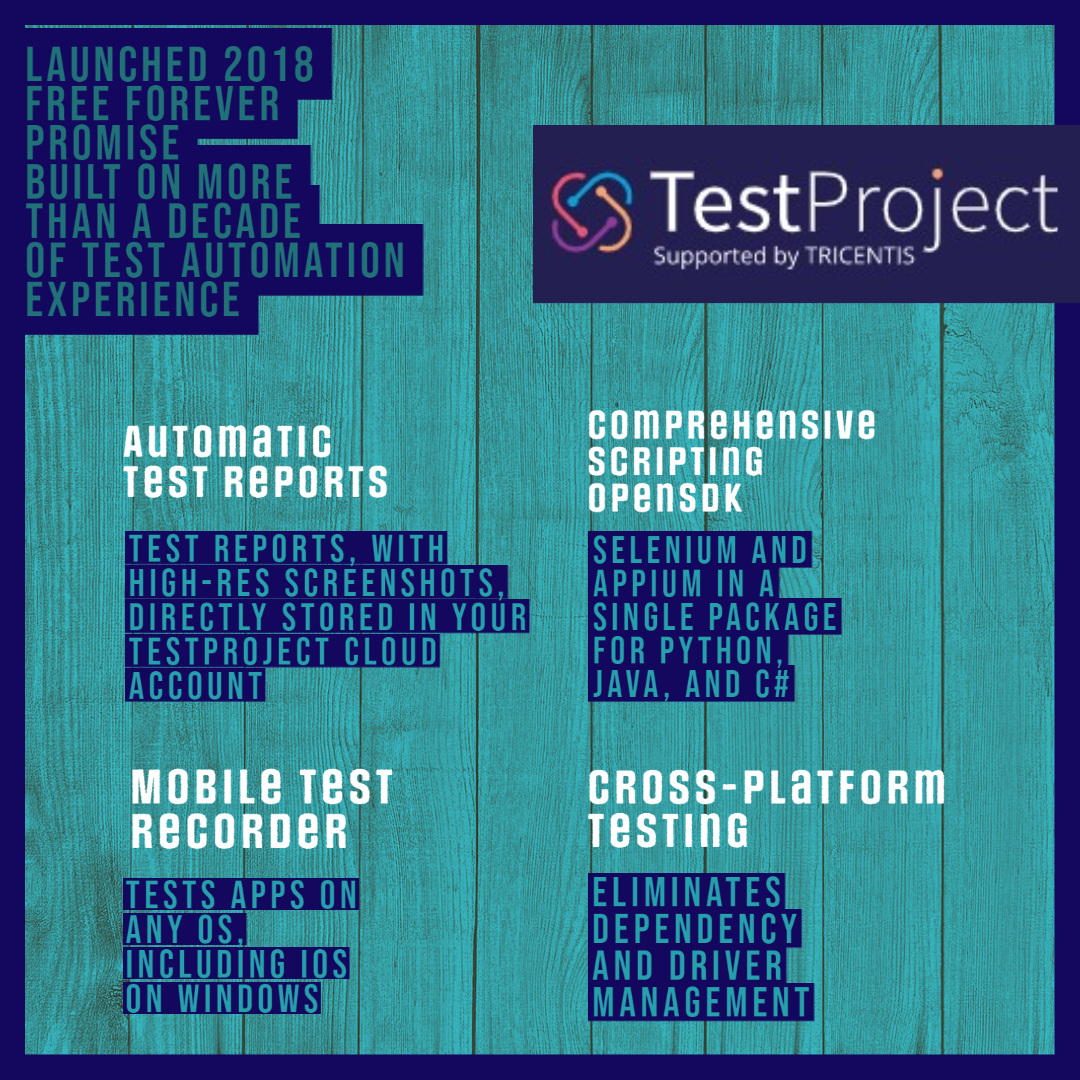 LAUNCHED 2018
FREE FOREVER
PROMISE
BUILT ON MORE
THAN A DECADE
OF TEST AUTOMATION
EXPERIENCE
TestProject
Supported by TRICENTIS
AUTOMATIC
TEST REPORTS
TEST REPORTS, WITH
HIGH-RES SCREENSHOTS,
DIRECTLY STORED IN YOUR
TESTPROJECT CLOUD
ACCOUNT
COMPREHENSIVE
SCRIPTING
OPENSDK
SELENIUM AND
APPIUM IN A
SINGLE PACKAGE
FOR PYTHON,
JAVA, AND C#
MOBILE TEST
RECORDER
TESTS APPS ON
ANY OS,
INCLUDING IOS
ON WINDOWS
CROSS-PLATFORM
TESTING
ELIMINATES
DEPENDENCY
AND DRIVER
MANAGEMENT